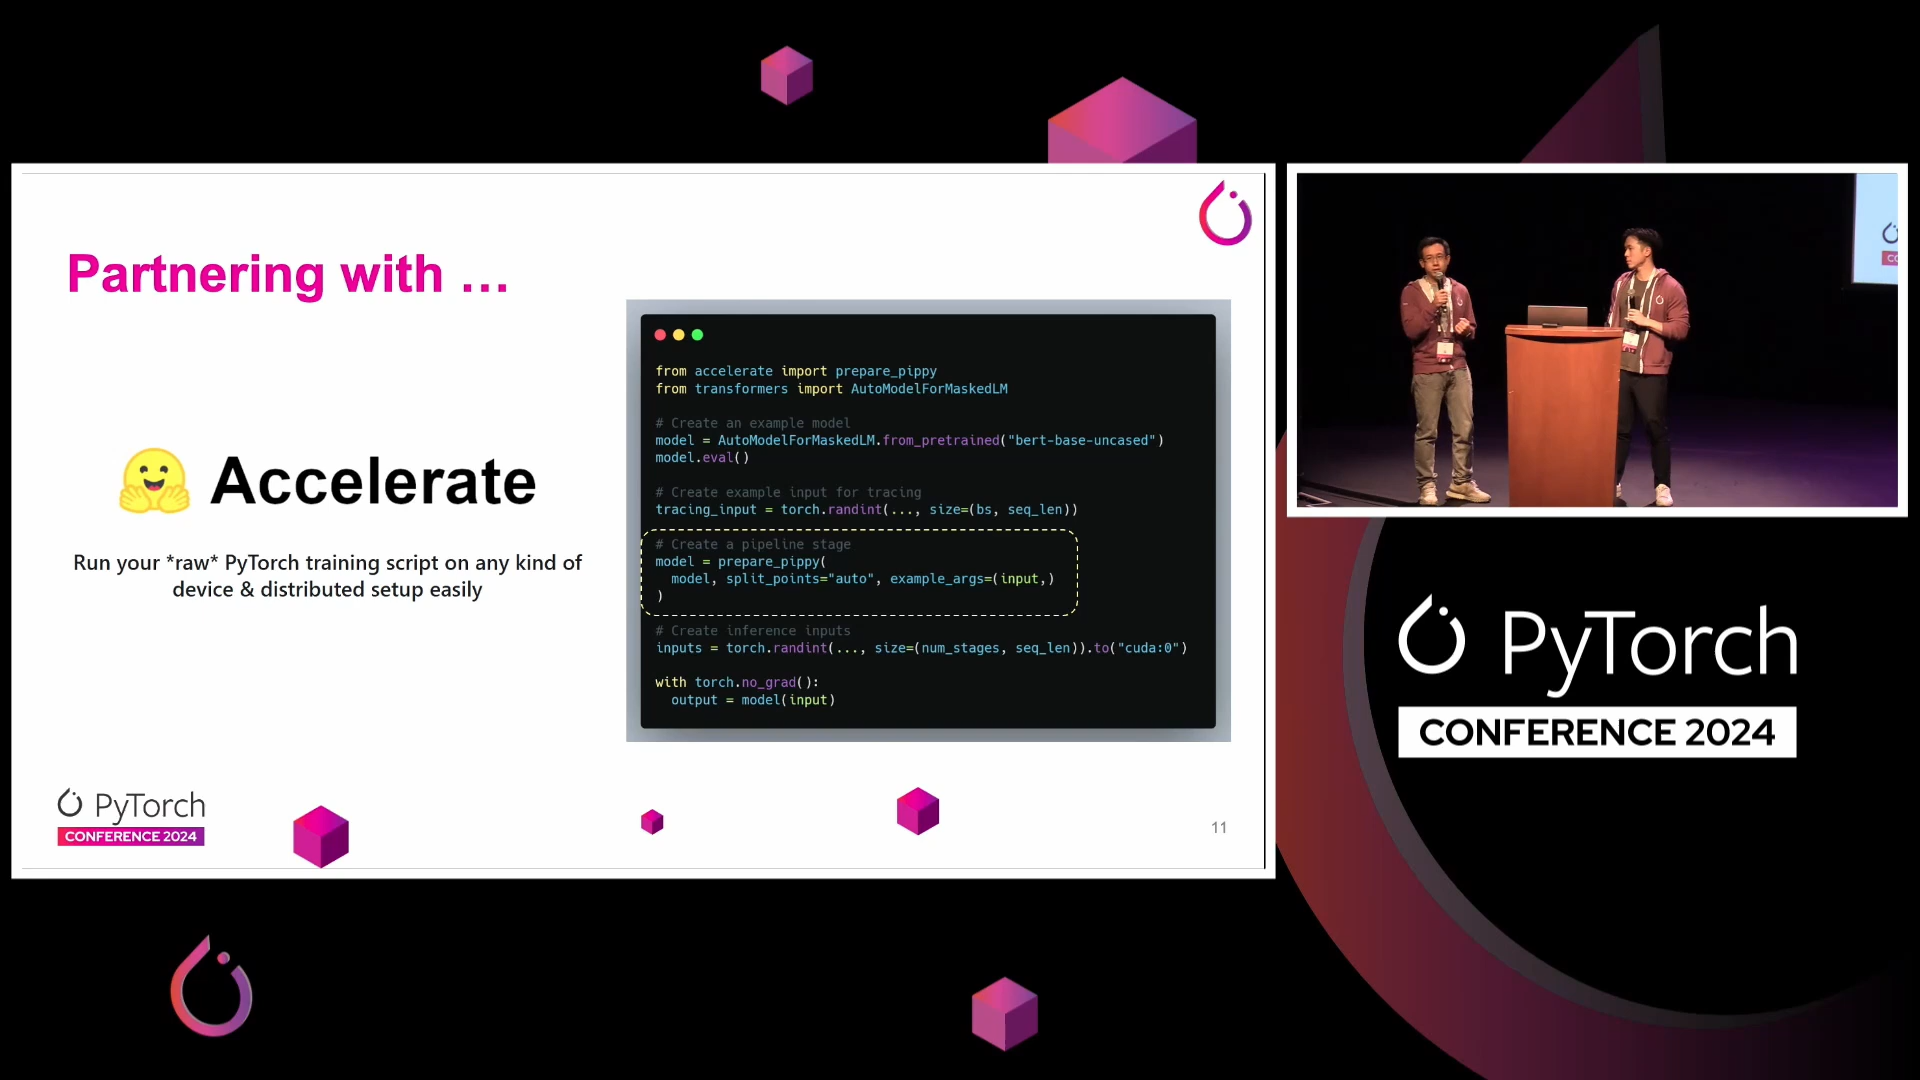 Partnering with ...
🤗 Accelerate
Run your *raw* PyTorch training script on any kind of
device & distributed setup easily
from accelerate import prepare_pippy
from transformers import AutoModelForMaskedLM
# Create an example model
model = AutoModelForMaskedLM.from_pretrained("bert-base-uncased")
model.eval()
# Create example input for tracing
tracing_input = torch.randint(..., size=(bs, seq_len))
# Create a pipeline stage
model = prepare_pippy(
model, split_points="auto", example_args=(input,)
)
# Create inference inputs
inputs = torch.randint(..., size=(num_stages, seq_len)).to("cuda:0")
with torch.no_grad():
output = model(input)
PyTorch
CONFERENCE 2024
11
PyTorch
CONFERENCE 2024